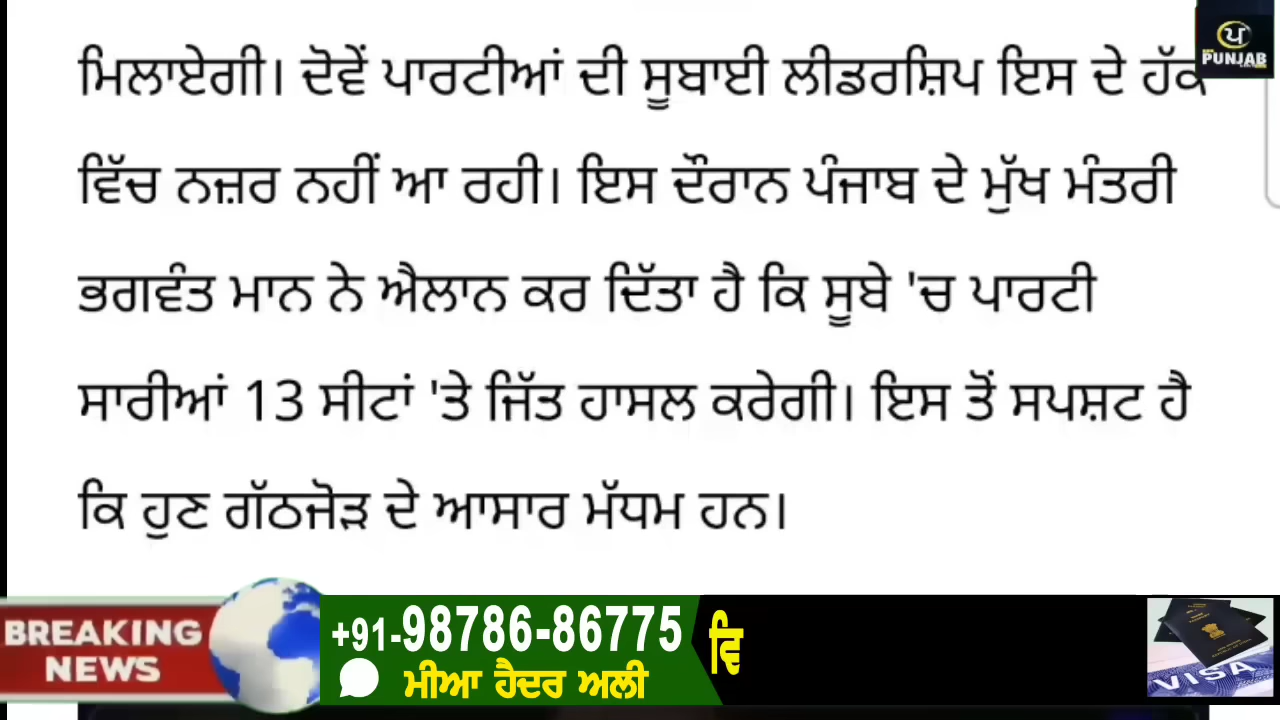 ਮਿਲਾਏਗੀ। ਦੋਵੇਂ ਪਾਰਟੀਆਂ ਦੀ ਸੂਬਾਈ ਲੀਡਰਸ਼ਿਪ ਇਸ ਦੇ ਹੱਕ
ਵਿੱਚ ਨਜ਼ਰ ਨਹੀਂ ਆ ਰਹੀ। ਇਸ ਦੌਰਾਨ ਪੰਜਾਬ ਦੇ ਮੁੱਖ ਮੰਤਰੀ
ਭਗਵੰਤ ਮਾਨ ਨੇ ਐਲਾਨ ਕਰ ਦਿੱਤਾ ਹੈ ਕਿ ਸੂਬੇ 'ਚ ਪਾਰਟੀ
ਸਾਰੀਆਂ 13 ਸੀਟਾਂ 'ਤੇ ਜਿੱਤ ਹਾਸਲ ਕਰੇਗੀ। ਇਸ ਤੋਂ ਸਪਸ਼ਟ ਹੈ
ਕਿ ਹੁਣ ਗੱਠਜੋੜ ਦੇ ਆਸਾਰ ਮੱਧਮ ਹਨ।
ਪ
PUNJAB
BREAKING
NEWS
+91-98786-86775
ਮੀਆ ਹੈਦਰ ਅਲੀ
ਵਿ
VISA